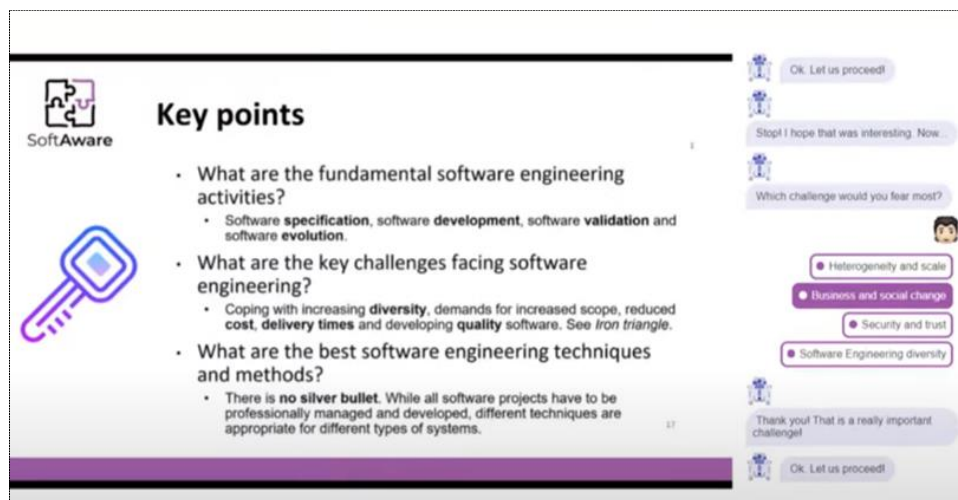 SoftAware
Key points
• What are the fundamental software engineering
activities?
• Software specification, software development, software validation and
software evolution.
• What are the key challenges facing software
engineering?
• Coping with increasing diversity, demands for increased scope, reduced
cost, delivery times and developing quality software. See Iron triangle.
• What are the best software engineering techniques
and methods?
• There is no silver bullet. While all software projects have to be
professionally managed and developed, different techniques are
appropriate for different types of systems.
17
Ok. Let us proceed!
Stop! I hope that was interesting. Now...
Which challenge would you fear most?
Heterogeneity and scale
Business and social change
Security and trust
Software Engineering diversity
Thank you! That is a really important
challenge!
Ok. Let us proceed!